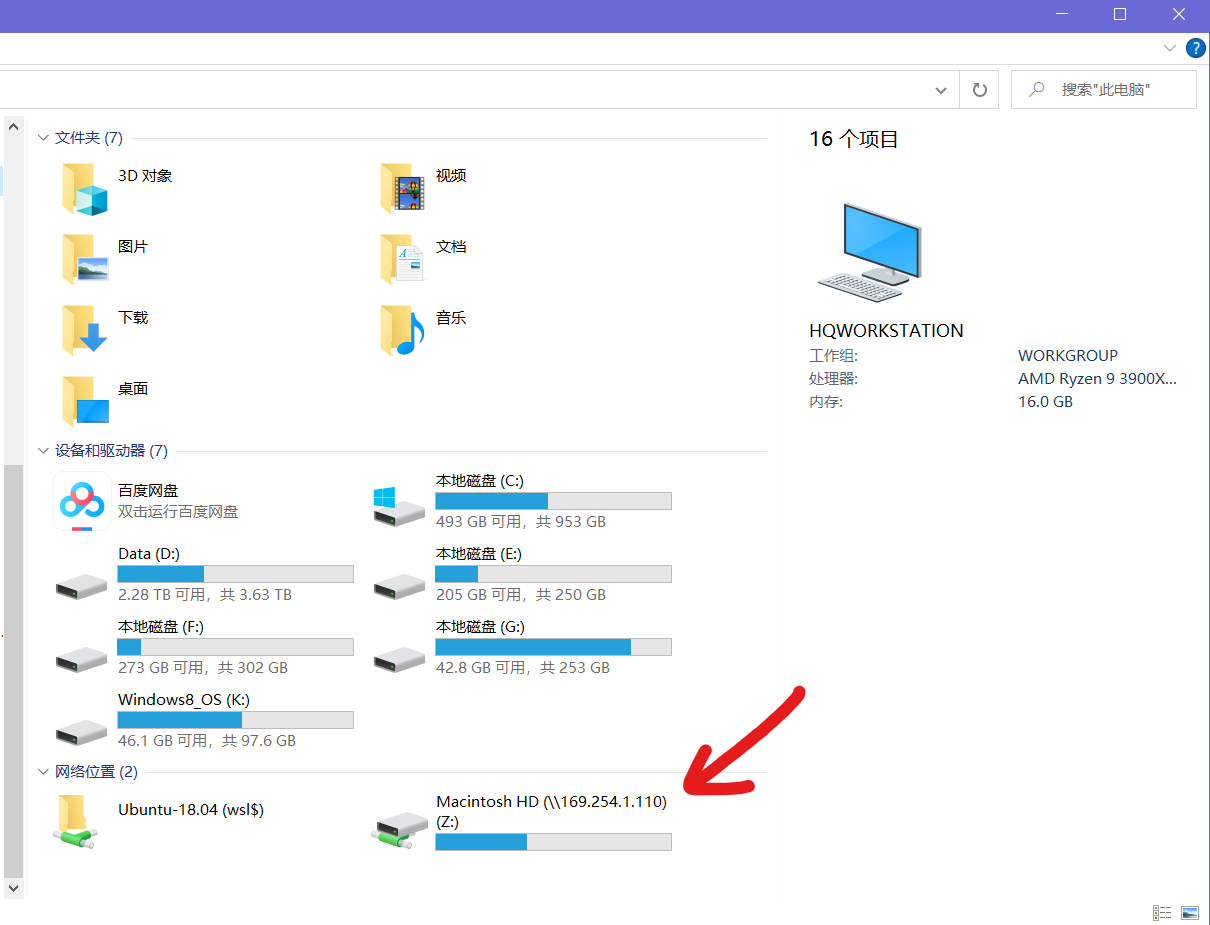 搜索"此电脑"
文件夹 (7)
3D 对象
视频
图片
文档
下载
音乐
桌面
设备和驱动器 (7)
百度网盘
双击运行百度网盘
本地磁盘 (C:)
493 GB 可用，共 953 GB
Data (D:)
2.28 TB 可用，共 3.63 TB
本地磁盘 (E:)
205 GB 可用，共 250 GB
本地磁盘 (F:)
273 GB 可用，共 302 GB
本地磁盘 (G:)
42.8 GB 可用，共 253 GB
Windows8_OS (K:)
46.1 GB 可用，共 97.6 GB
网络位置 (2)
Ubuntu-18.04 (wsl$)
Macintosh HD (\\169.254.1.110)
(Z:)
16 个项目
HQWORKSTATION
工作组: WORKGROUP
处理器: AMD Ryzen 9 3900X...
内存: 16.0 GB